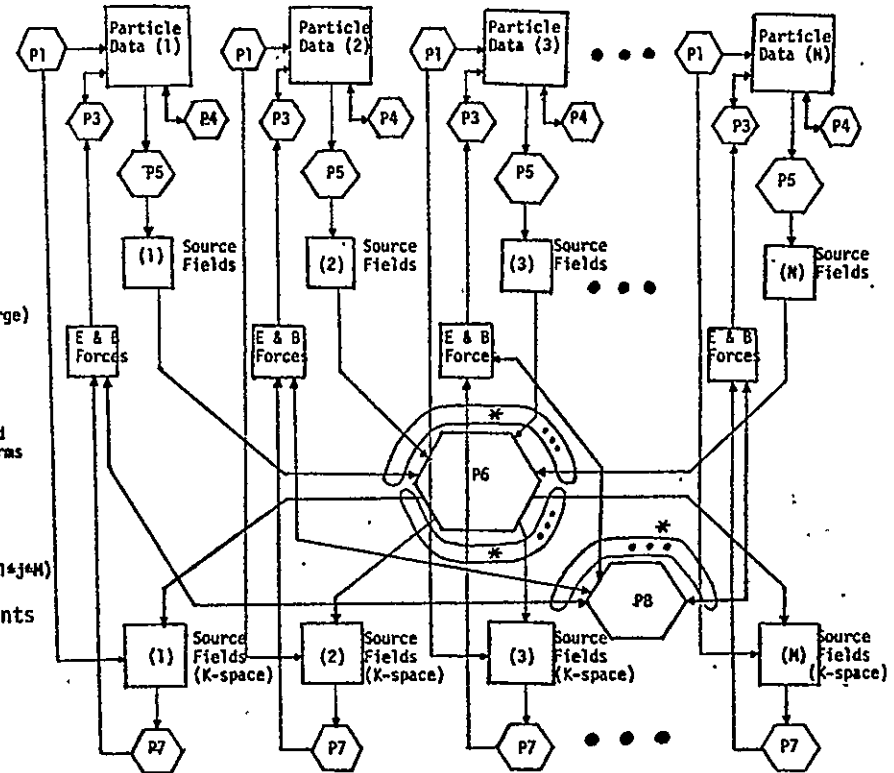 P1
Particle
Data (1)
P1
Particle
Data (2)
P1
Particle
Data (3)
P1
Particle
Data (N)
P3
P4
P3
P4
P3
P4
P3
P4
P5
P5
P5
P5
(1)
Source
Fields
(2)
Source
Fields
(3)
Source
Fields
(N)
Source
Fields
rge)
E & B
Forces
E & B
Forces
E & B
Forces
E & B
Forces
*
d
rms
P6
*
*
1≤j≤M)
P8
nts
(1)
Source
Fields
(K-space)
(2)
Source
Fields
(K-space)
(3)
Source
Fields
(K-space)
(M)
Source
Fields
(K-space)
P7
P7
P7
P7